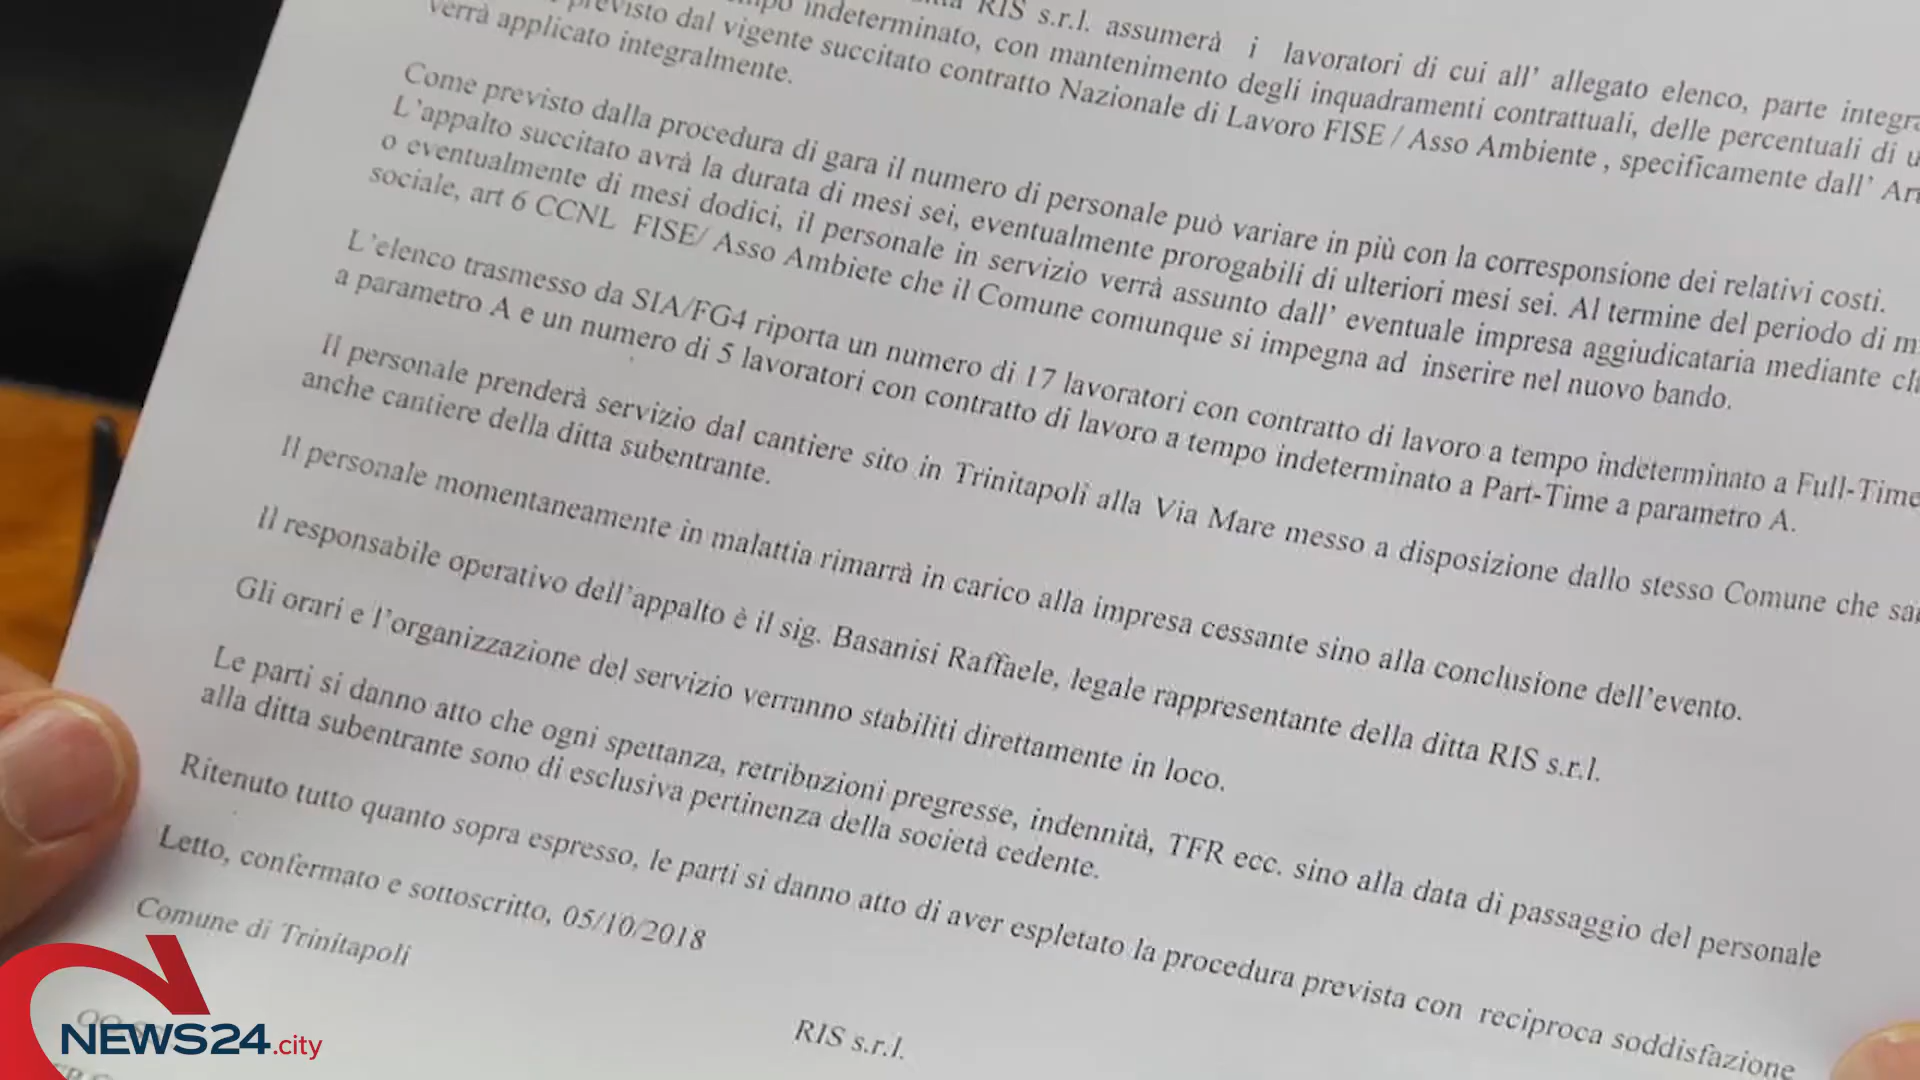 RIS s.r.l. assumerà i lavoratori di cui all' allegato elenco, parte
indeterminato, con mantenimento degli inquadramenti contrattuali, delle percentuali di
previsto dal vigente succitato contratto Nazionale di Lavoro FISE / Asso Ambiente , specificamente dall'
verrà applicato integralmente.
Come previsto dalla procedura di gara il numero di personale può variare in più con la corresponsione dei relativi costi.
L'appalto succitato avrà la durata di mesi sei, eventualmente prorogabili di ulteriori mesi sei. Al termine del periodo di
o eventualmente di mesi dodici, il personale in servizio verrà assunto dall' eventuale impresa aggiudicataria mediante
sociale, art 6 CCNL FISE/ Asso Ambiete che il Comune comunque si impegna ad inserire nel nuovo bando.
L'elenco trasmesso da SIA/FG4 riporta un numero di 17 lavoratori con contratto di lavoro a tempo indeterminato a Full-Time
a parametro A e un numero di 5 lavoratori con contratto di lavoro a tempo indeterminato a Part-Time a parametro A.
Il personale prenderà servizio dal cantiere sito in Trinitapoli alla Via Mare messo a disposizione dallo stesso Comune che
anche cantiere della ditta subentrante.
Il personale momentaneamente in malattia rimarrà in carico alla impresa cessante sino alla conclusione dell'evento.
Il responsabile operativo dell'appalto è il sig. Basanisi Raffaele, legale rappresentante della ditta RIS s.r.l.
Gli orari e l'organizzazione del servizio verranno stabiliti direttamente in loco.
Le parti si danno atto che ogni spettanza, retribuzioni pregresse, indennità, TFR ecc. sino alla data di passaggio del personale
alla ditta subentrante sono di esclusiva pertinenza della società cedente.
Ritenuto tutto quanto sopra espresso, le parti si danno atto di aver espletato la procedura prevista con reciproca soddisfazione
Letto, confermato e sottoscritto, 05/10/2018
Comune di Trinitapoli
RIS s.r.l.
NEWS24.city